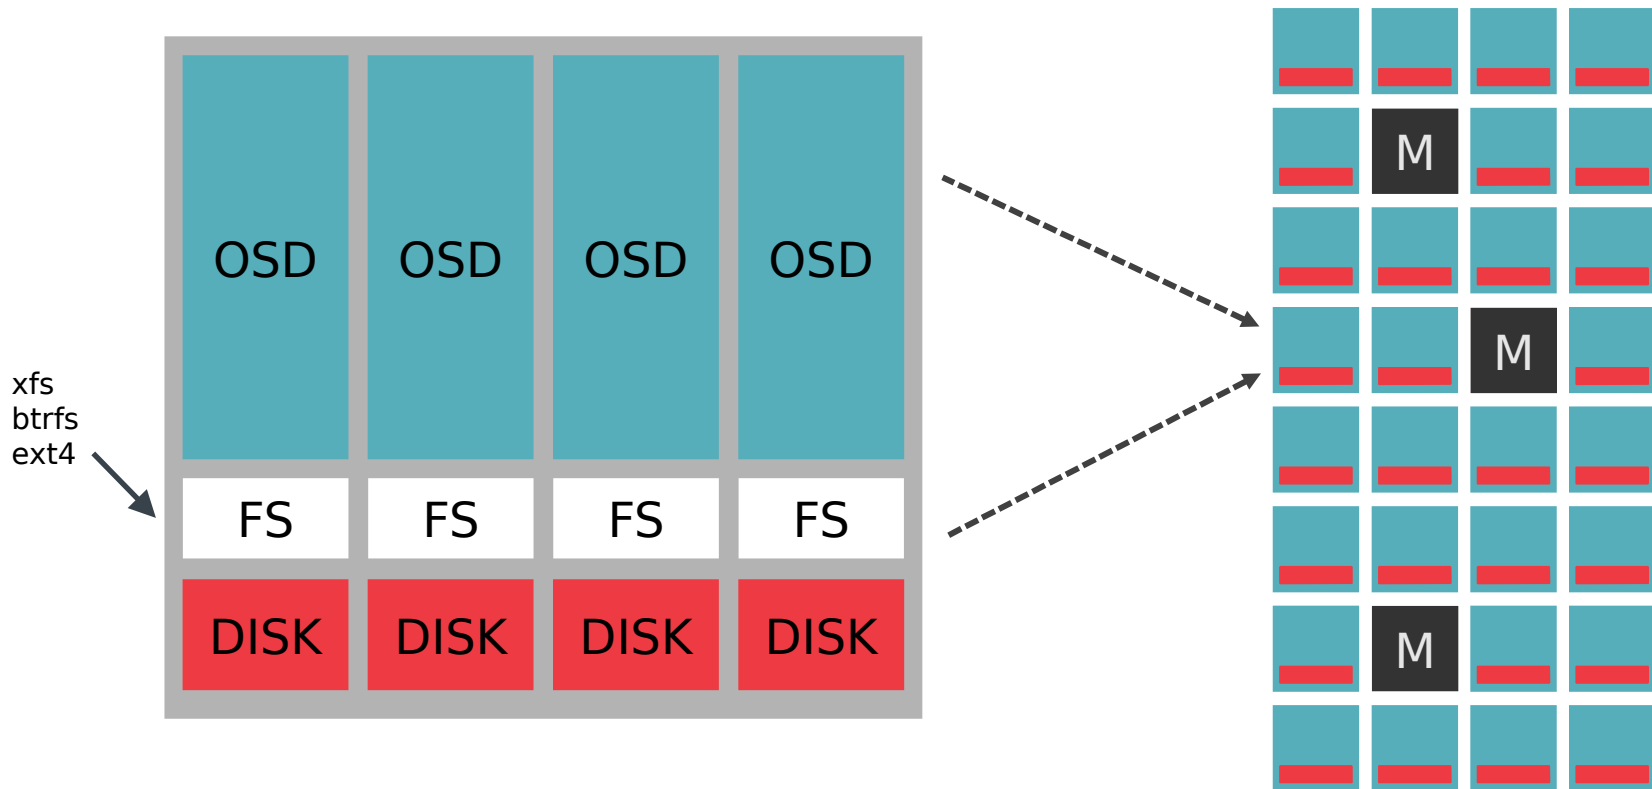 M
OSD OSD OSD OSD
M
xfs
btrfs
ext4
FS FS FS FS
DISK DISK DISK DISK
M